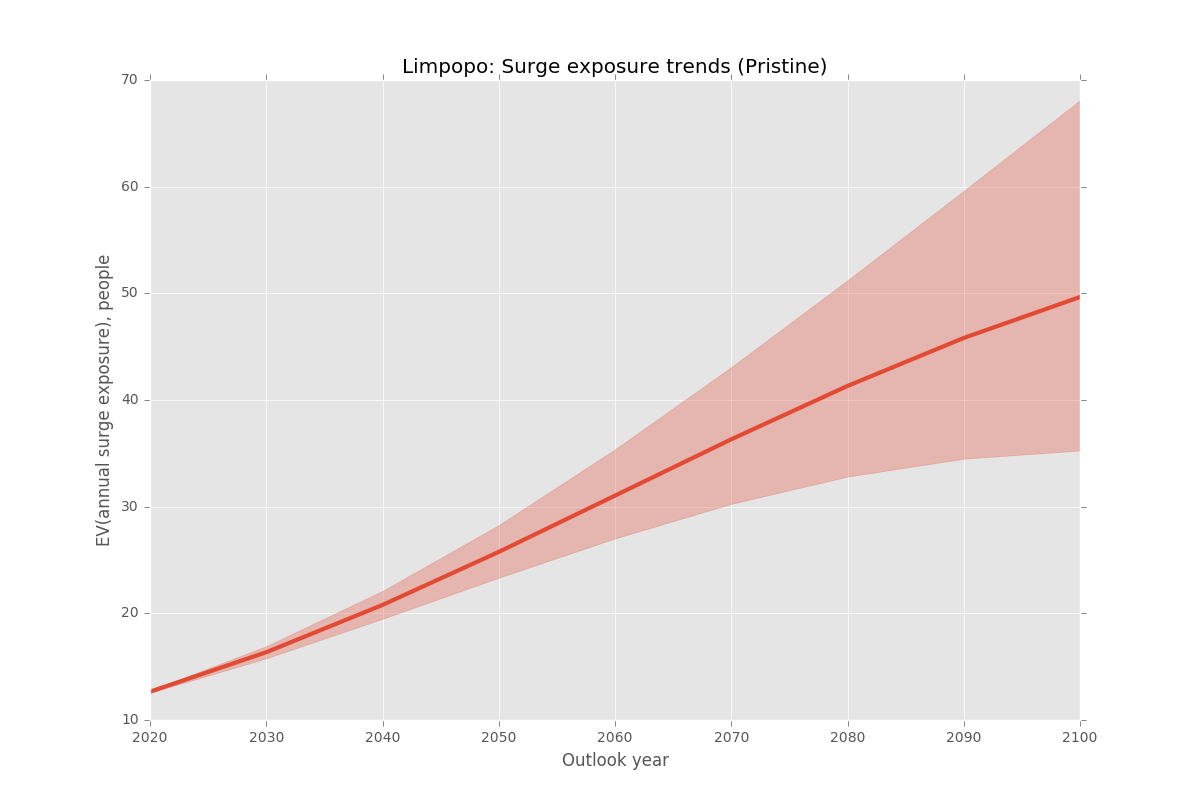 Limpopo: Surge exposure trends (Pristine)
70
60
50
40
30
20
10
EV(annual surge exposure), people
2020 2030 2040 2050 2060 2070 2080 2090 2100
Outlook year